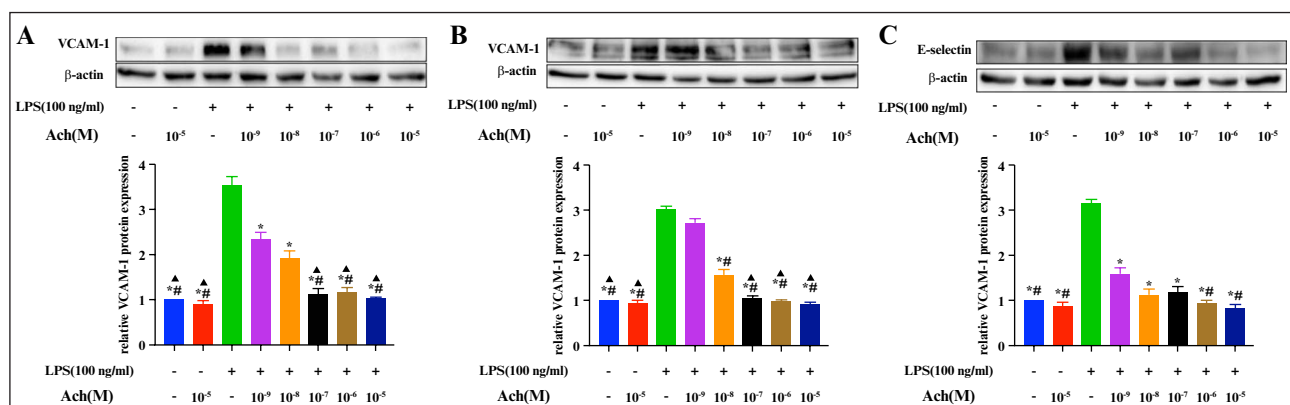 A
VCAM-1
β-actin
LPS(100 ng/ml) - - + + + + + +
Ach(M) - 10⁻⁵ - 10⁻⁹ 10⁻⁸ 10⁻⁷ 10⁻⁶ 10⁻⁵
relative VCAM-1 protein expression
4
3
2
1
0
▲ ▲ * * ▲ ▲ ▲
*# *# *# *# *#
LPS(100 ng/ml) - - + + + + + +
Ach(M) - 10⁻⁵ - 10⁻⁹ 10⁻⁸ 10⁻⁷ 10⁻⁶ 10⁻⁵
B
VCAM-1
β-actin
LPS(100 ng/ml) - - + + + + + +
Ach(M) - 10⁻⁵ - 10⁻⁹ 10⁻⁸ 10⁻⁷ 10⁻⁶ 10⁻⁵
relative VCAM-1 protein expression
4
3
2
1
0
▲ ▲ *# ▲ ▲ ▲
*# *# *# *# *#
LPS(100 ng/ml) - - + + + + + +
Ach(M) - 10⁻⁵ - 10⁻⁹ 10⁻⁸ 10⁻⁷ 10⁻⁶ 10⁻⁵
C
E-selectin
β-actin
LPS(100 ng/ml) - - + + + + + +
Ach(M) - 10⁻⁵ - 10⁻⁹ 10⁻⁸ 10⁻⁷ 10⁻⁶ 10⁻⁵
relative VCAM-1 protein expression
4
3
2
1
0
*# *# * * * *# *#
LPS(100 ng/ml) - - + + + + + +
Ach(M) - 10⁻⁵ - 10⁻⁹ 10⁻⁸ 10⁻⁷ 10⁻⁶ 10⁻⁵